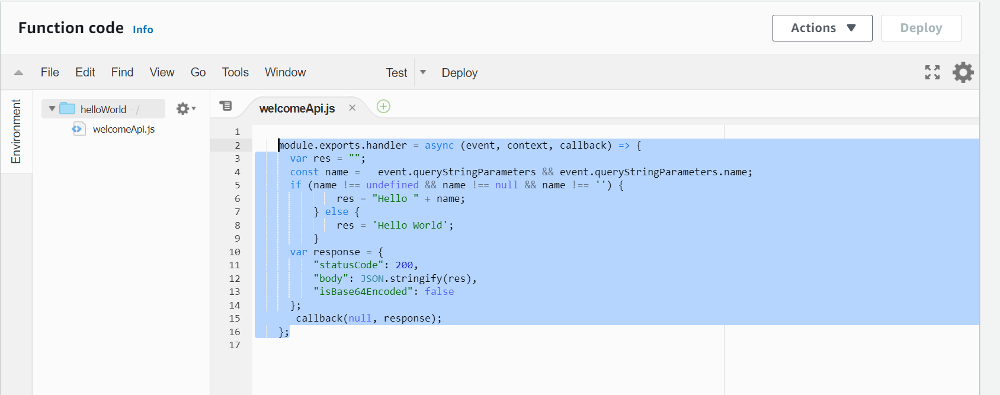 Function code Info
Actions
Deploy
File Edit Find View Go Tools Window Test Deploy
Environment
helloWorld - /
welcomeApi.js
welcomeApi.js
1
2 module.exports.handler = async (event, context, callback) => {
3 var res = "";
4 const name =   event.queryStringParameters && event.queryStringParameters.name;
5 if (name !== undefined && name !== null && name !== '') {
6 res = "Hello " + name;
7 } else {
8 res = 'Hello World';
9 }
10 var response = {
11 "statusCode": 200,
12 "body": JSON.stringify(res),
13 "isBase64Encoded": false
14 };
15 callback(null, response);
16 };
17